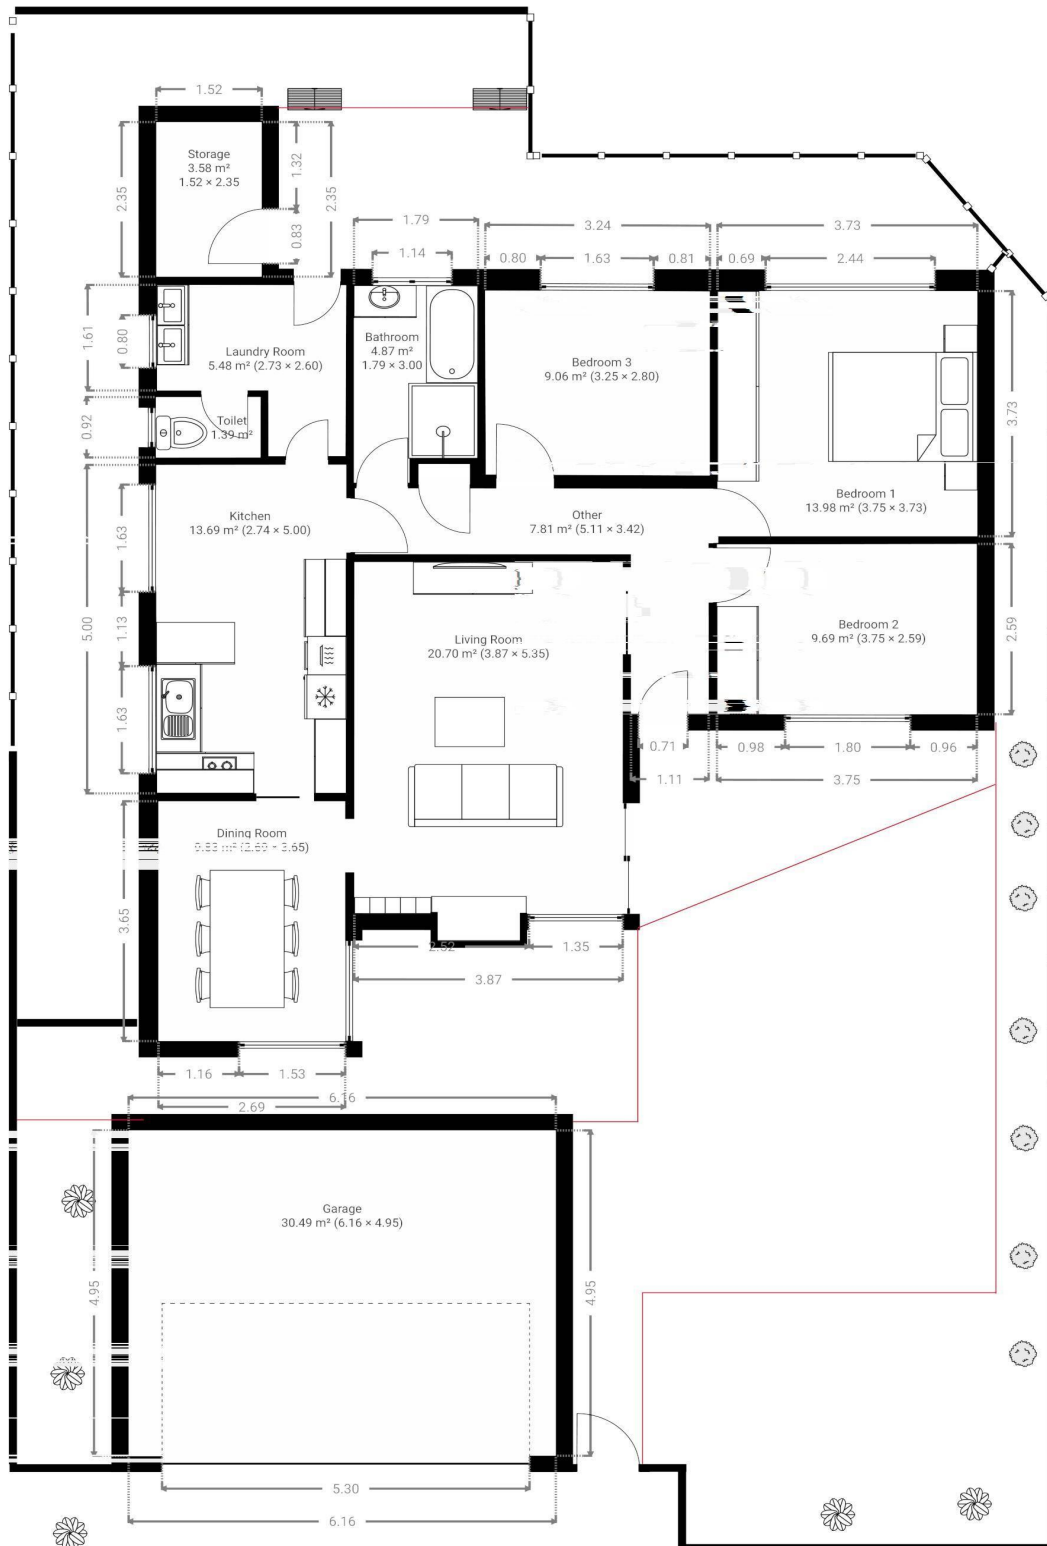 1.52
Storage
3.58 m²
1.52 × 2.35
2.35
1.32
0.83
2.35
1.79
1.14
3.24
0.80
1.63
0.81
3.73
0.69
2.44
1.61
0.80
Laundry Room
5.48 m² (2.73 × 2.60)
Bathroom
4.87 m²
1.79 × 3.00
Bedroom 3
9.06 m² (3.25 × 2.80)
3.73
0.92
Toilet
1.39 m²
Bedroom 1
13.98 m² (3.75 × 3.73)
Kitchen
13.69 m² (2.74 × 5.00)
Other
7.81 m² (5.11 × 3.42)
5.00
1.63
1.13
1.63
Living Room
20.70 m² (3.87 × 5.35)
Bedroom 2
9.69 m² (3.75 × 2.59)
2.59
0.71
1.11
0.98
1.80
0.96
3.75
Dining Room
3.65
2.52
1.35
3.87
1.16
1.53
2.69
6.16
Garage
30.49 m² (6.16 × 4.95)
4.95
4.95
5.30
6.16